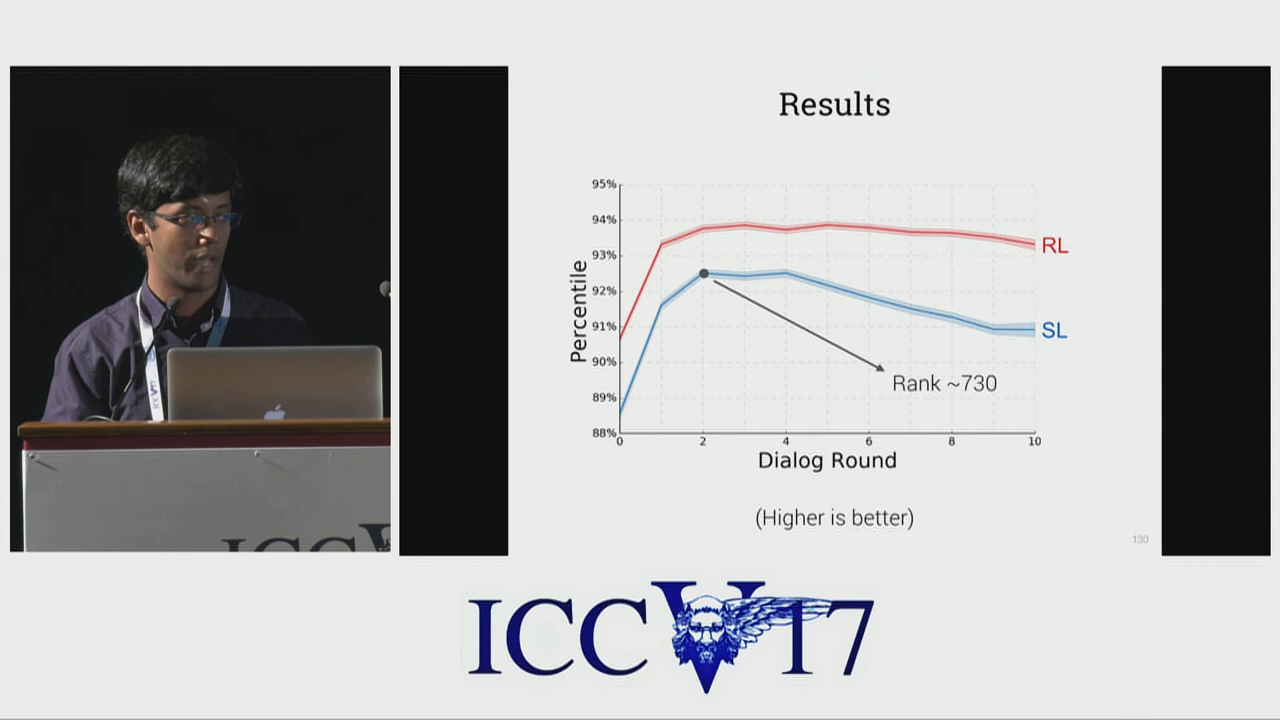 Results
95%
94%
93%
92%
91%
90%
89%
88%
Percentile
0 2 4 6 8 10
Dialog Round
RL
SL
Rank ~730
(Higher is better)
130
ICCV17
ICCV